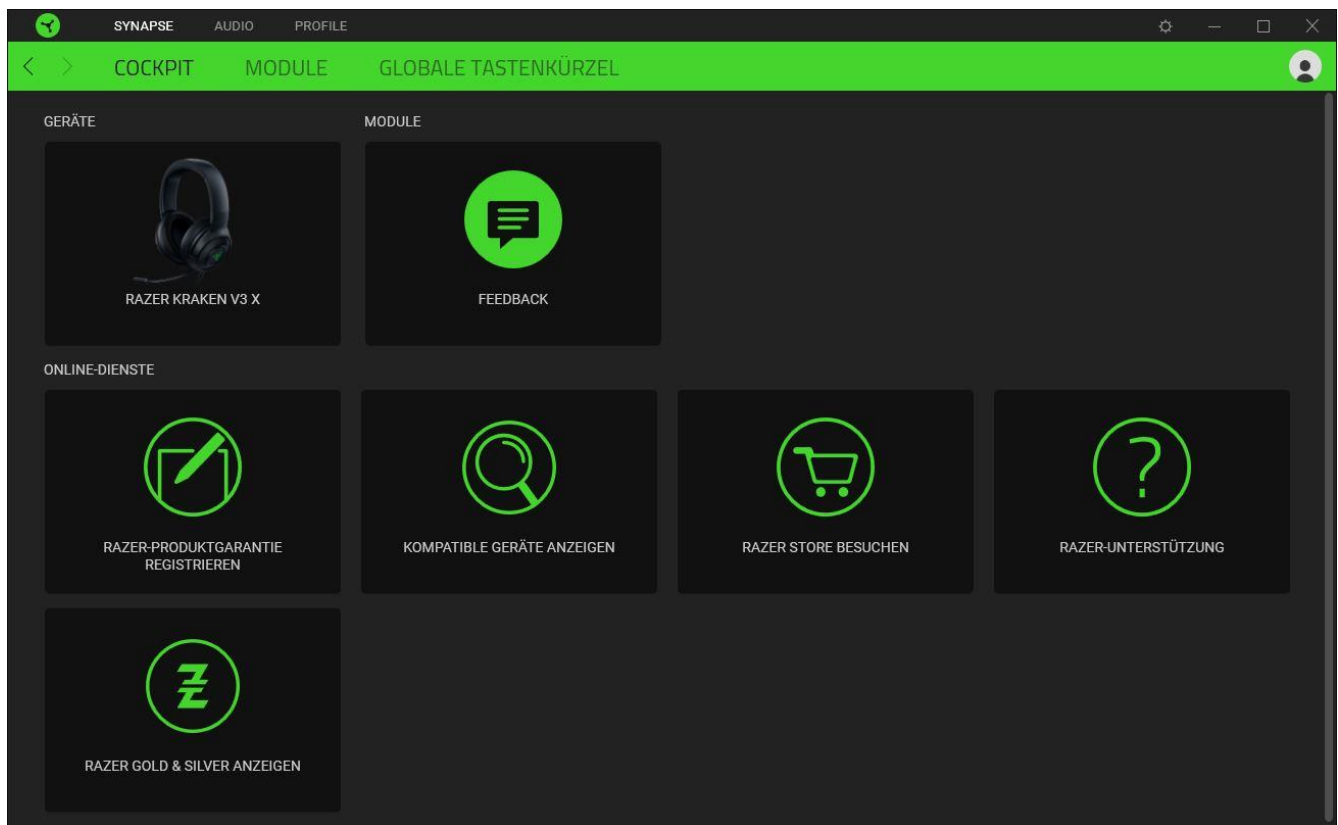 SYNAPSE AUDIO PROFILE
COCKPIT MODULE GLOBALE TASTENKÜRZEL
GERÄTE MODULE
RAZER KRAKEN V3 X FEEDBACK
ONLINE-DIENSTE
RAZER-PRODUKTGARANTIE
REGISTRIEREN
KOMPATIBLE GERÄTE ANZEIGEN
RAZER STORE BESUCHEN
RAZER-UNTERSTÜTZUNG
RAZER GOLD & SILVER ANZEIGEN